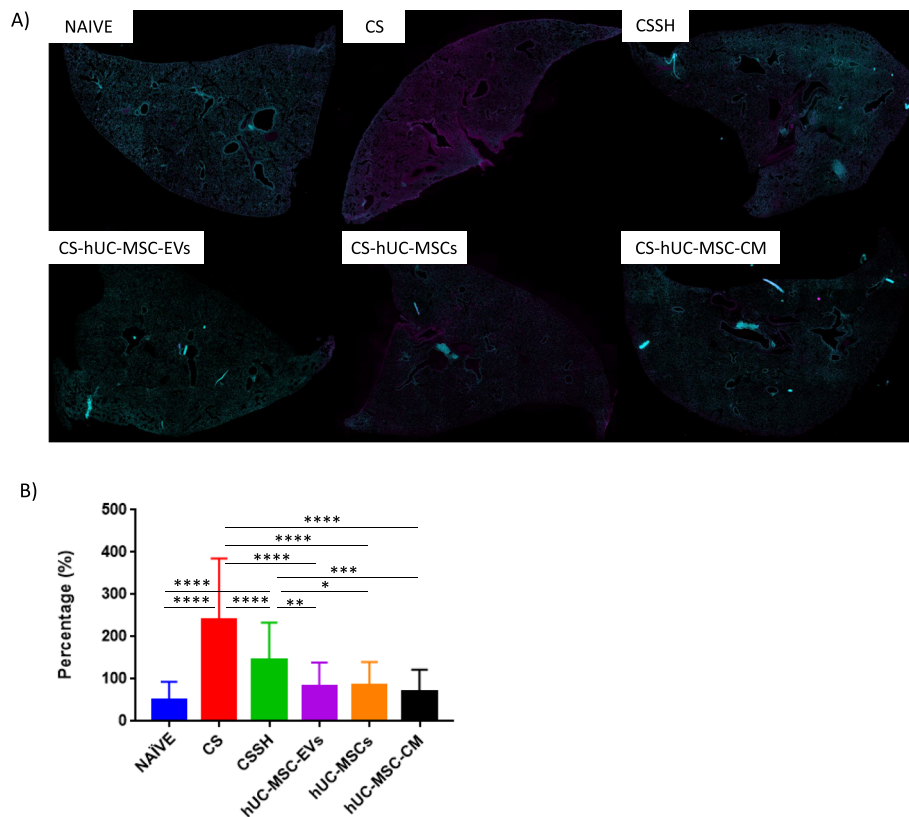 A)
NAIVE
CS
CSSH
CS-hUC-MSC-EVs
CS-hUC-MSCs
CS-hUC-MSC-CM
B)
Percentage (%)
500
400
300
200
100
0
****
****
****
***
****
*
****
****
**
NAÏVE
CS
CSSH
hUC-MSC-EVs
hUC-MSCs
hUC-MSC-CM